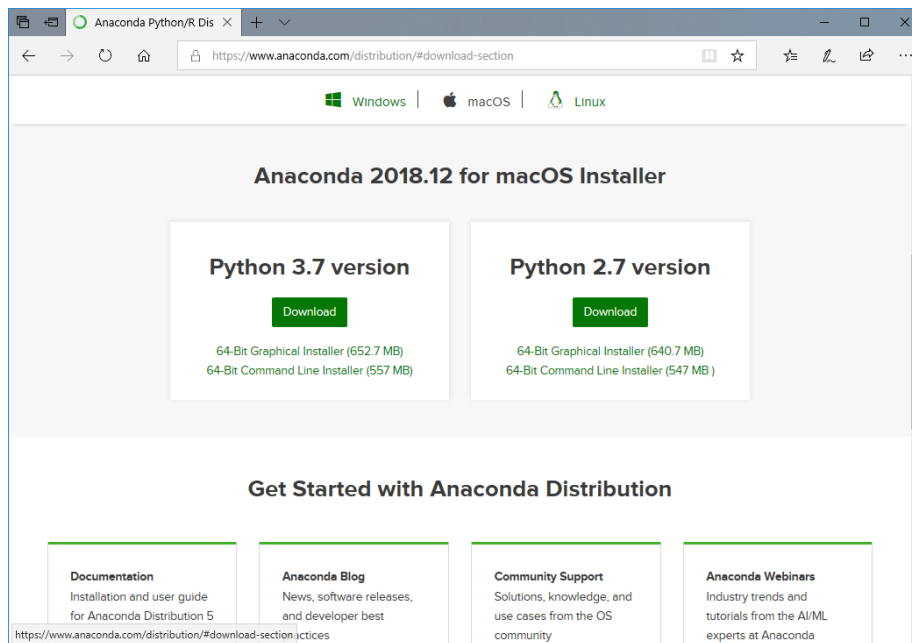 Anaconda Python/R Dis
https://www.anaconda.com/distribution/#download-section
Windows | macOS | Linux
Anaconda 2018.12 for macOS Installer
Python 3.7 version
Download
64-Bit Graphical Installer (652.7 MB)
64-Bit Command Line Installer (557 MB)
Python 2.7 version
Download
64-Bit Graphical Installer (640.7 MB)
64-Bit Command Line Installer (547 MB )
Get Started with Anaconda Distribution
Documentation
Installation and user guide
for Anaconda Distribution 5
Anaconda Blog
News, software releases,
and developer best
actices
Community Support
Solutions, knowledge, and
use cases from the OS
community
Anaconda Webinars
Industry trends and
tutorials from the AI/ML
experts at Anaconda
https://www.anaconda.com/distribution/#download-section